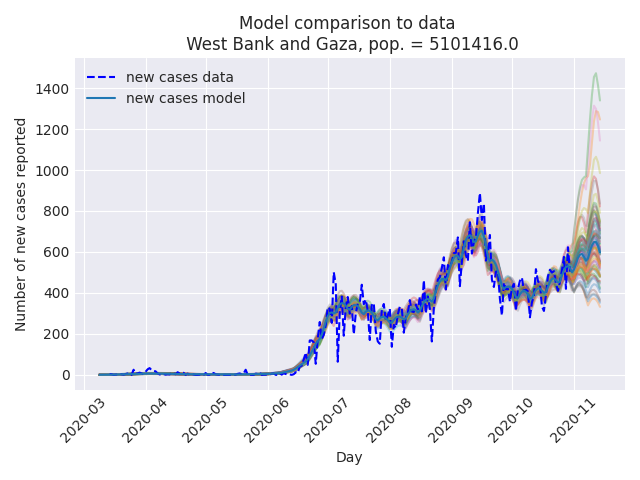 Model comparison to data
West Bank and Gaza, pop. = 5101416.0
new cases data
new cases model
Number of new cases reported
1400
1200
1000
800
600
400
200
0
2020-03
2020-04
2020-05
2020-06
2020-07
2020-08
2020-09
2020-10
2020-11
Day